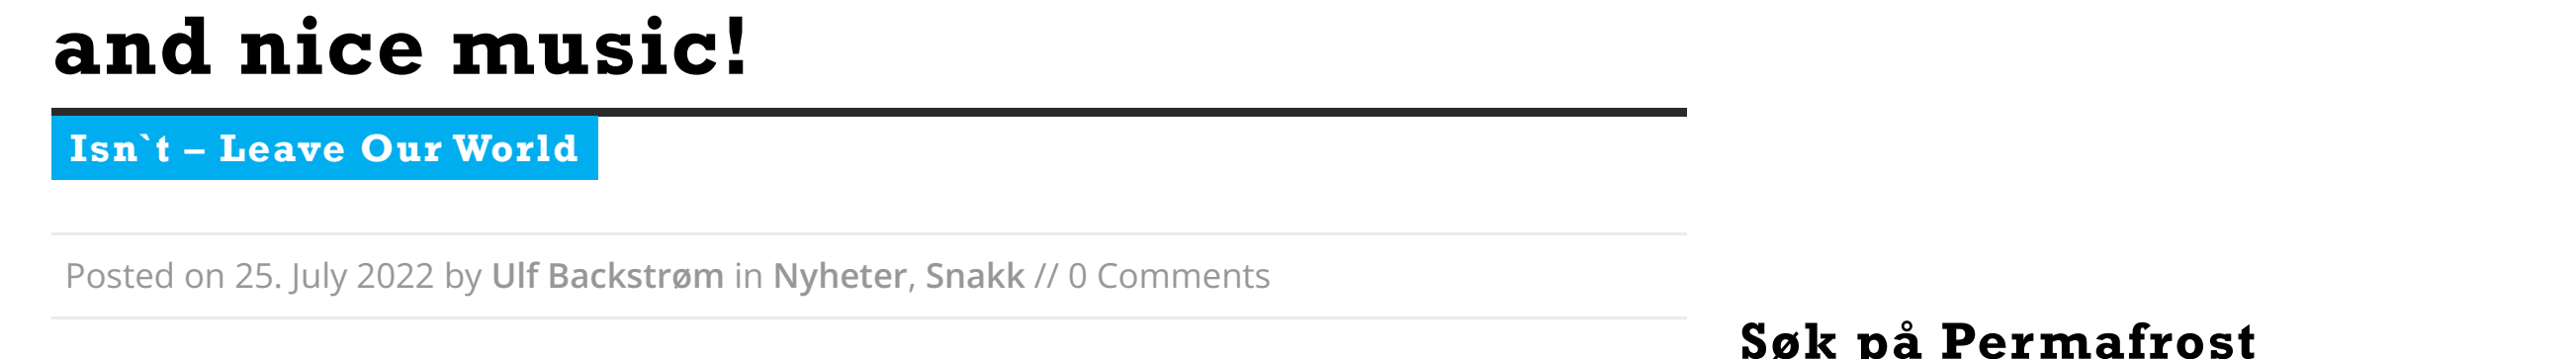 and nice music!
Isn`t – Leave Our World
Posted on 25. July 2022 by Ulf Backstrøm in Nyheter, Snakk // 0 Comments
Søk på Permafrost